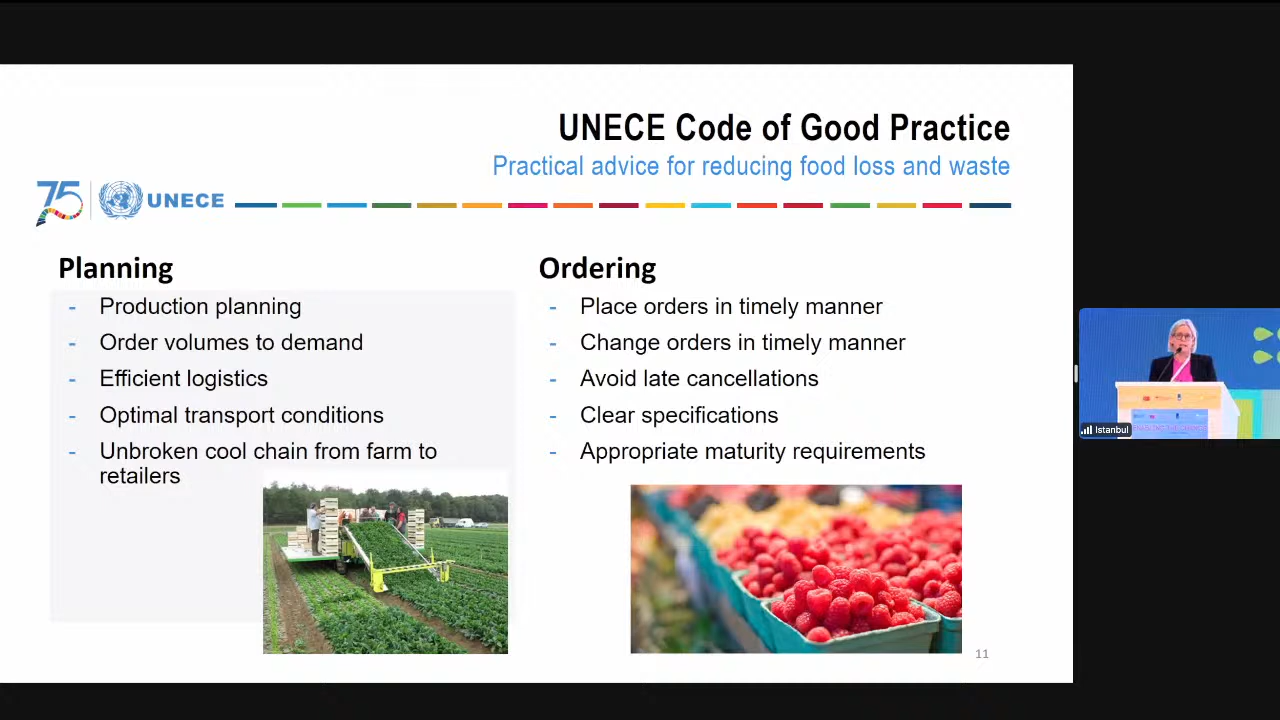 UNECE Code of Good Practice
Practical advice for reducing food loss and waste
75
UNECE
Planning
- Production planning
- Order volumes to demand
- Efficient logistics
- Optimal transport conditions
- Unbroken cool chain from farm to
retailers
Ordering
- Place orders in timely manner
- Change orders in timely manner
- Avoid late cancellations
- Clear specifications
- Appropriate maturity requirements
11
Istanbul